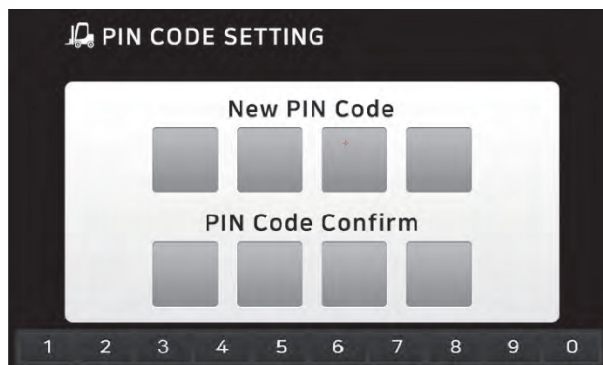 PIN CODE SETTING
New PIN Code
PIN Code Confirm
1 2 3 4 5 6 7 8 9 0